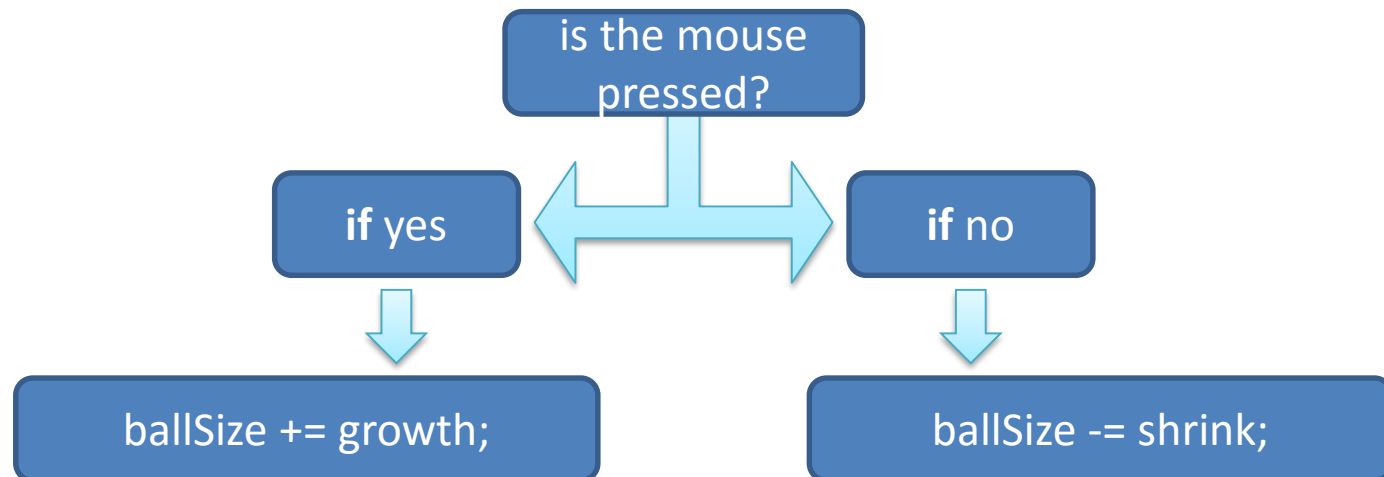 is the mouse
pressed?
if yes
if no
ballSize += growth;
ballSize -= shrink;